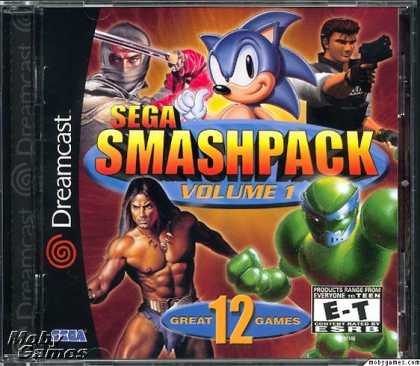 SEGA
SMASHPACK
VOLUME 1
Dreamcast
Dreamcast
Dreamcast
GREAT 12 GAMES
PRODUCTS RANGE FROM
EVERYONE to TEEN
E-T
CONTENT RATED BY
ESRB
SEGA
Moby
Games
mobygames.com